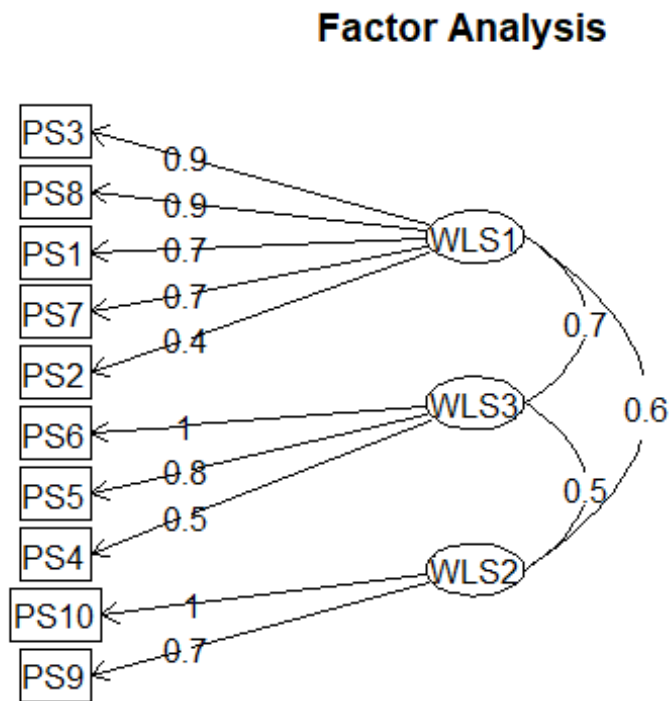 Factor Analysis
PS3
0.9
PS8
0.9
WLS1
PS1
0.7
PS7
0.7
0.7
PS2
0.4
WLS3
0.6
PS6
1
PS5
0.8
0.5
PS4
0.5
WLS2
PS10
1
PS9
0.7